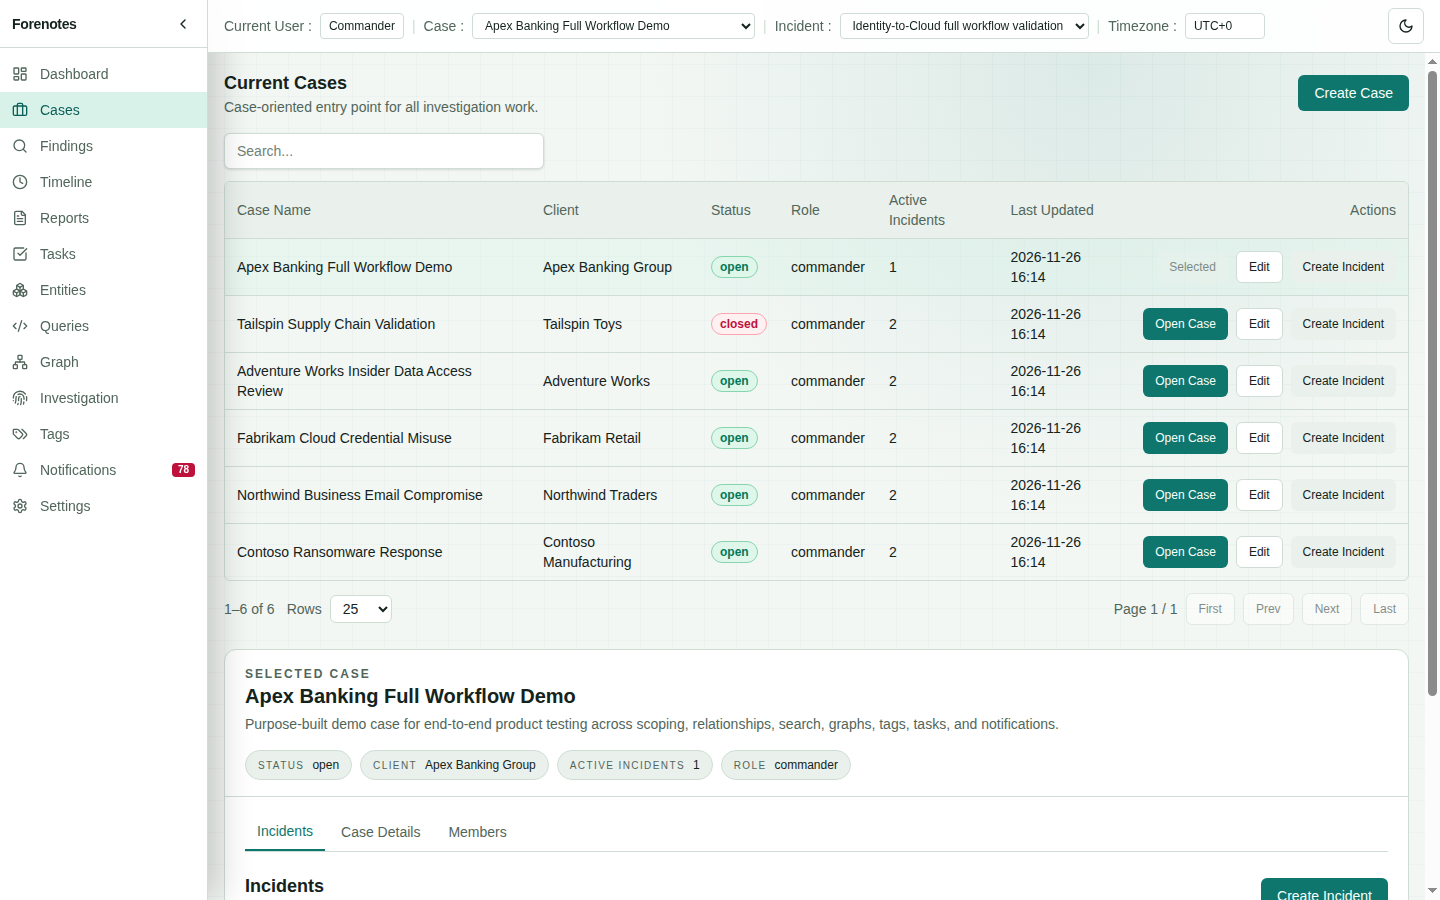 Forenotes
Current User : Commander | Case : Apex Banking Full Workflow Demo | Incident : Identity-to-Cloud full workflow validation | Timezone : UTC+0
Dashboard
Cases
Findings
Timeline
Reports
Tasks
Entities
Queries
Graph
Investigation
Tags
Notifications 78
Settings
Current Cases
Case-oriented entry point for all investigation work.
Create Case
Search...
Case Name Client Status Role Active Incidents Last Updated Actions
Apex Banking Full Workflow Demo Apex Banking Group open commander 1 2026-11-26 16:14 Selected Edit Create Incident
Tailspin Supply Chain Validation Tailspin Toys closed commander 2 2026-11-26 16:14 Open Case Edit Create Incident
Adventure Works Insider Data Access Review Adventure Works open commander 2 2026-11-26 16:14 Open Case Edit Create Incident
Fabrikam Cloud Credential Misuse Fabrikam Retail open commander 2 2026-11-26 16:14 Open Case Edit Create Incident
Northwind Business Email Compromise Northwind Traders open commander 2 2026-11-26 16:14 Open Case Edit Create Incident
Contoso Ransomware Response Contoso Manufacturing open commander 2 2026-11-26 16:14 Open Case Edit Create Incident
1–6 of 6 Rows 25 Page 1 / 1 First Prev Next Last
SELECTED CASE
Apex Banking Full Workflow Demo
Purpose-built demo case for end-to-end product testing across scoping, relationships, search, graphs, tags, tasks, and notifications.
STATUS open CLIENT Apex Banking Group ACTIVE INCIDENTS 1 ROLE commander
Incidents Case Details Members
Incidents
Create Incident